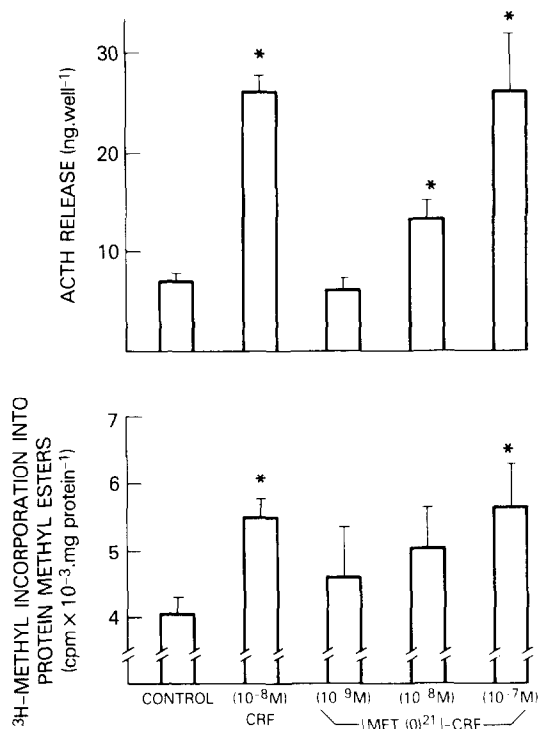 ACTH RELEASE (ng.well⁻¹)
30
20
10
*
*
*
³H-METHYL INCORPORATION INTO
PROTEIN METHYL ESTERS
(cpm × 10⁻³.mg protein⁻¹)
7
6
5
4
*
*
CONTROL (10⁻⁸M) (10⁻⁹M) (10⁻⁸M) (10⁻⁷M)
CRF [MET (0)²¹]-CRF